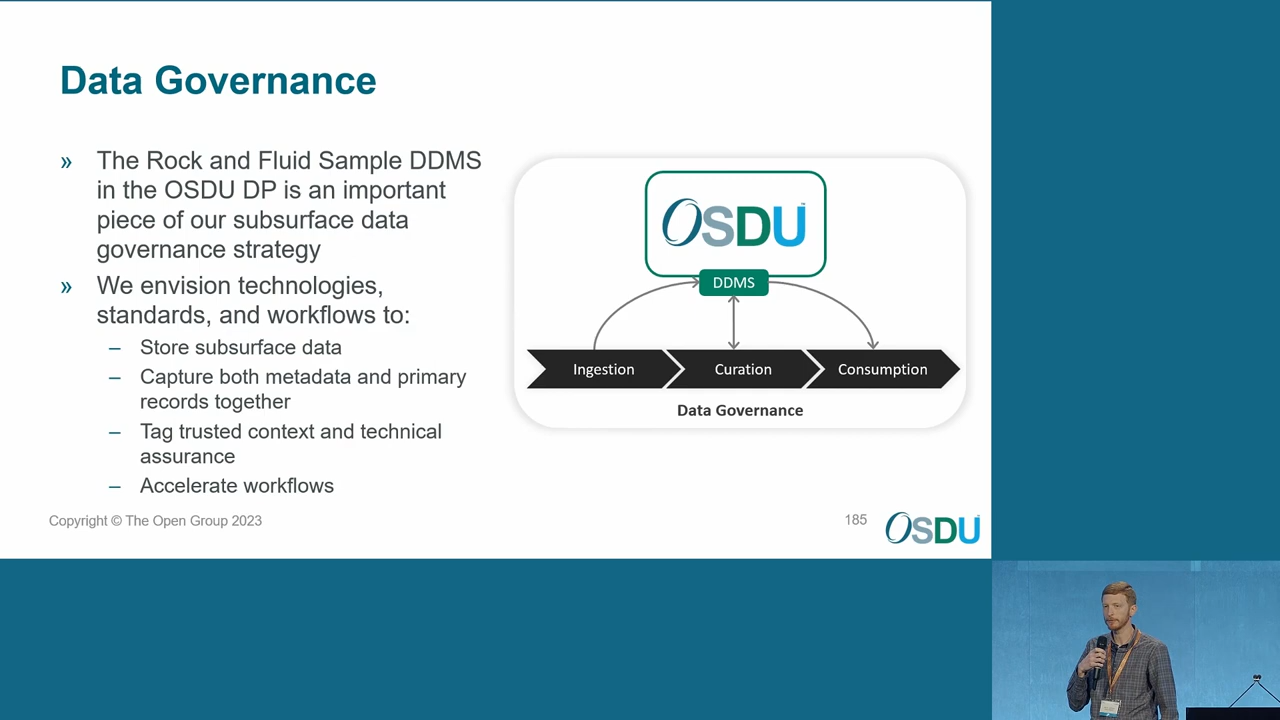 Data Governance
» The Rock and Fluid Sample DDMS
in the OSDU DP is an important
piece of our subsurface data
governance strategy
» We envision technologies,
standards, and workflows to:
– Store subsurface data
– Capture both metadata and primary
records together
– Tag trusted context and technical
assurance
– Accelerate workflows
OSDU™
DDMS
Ingestion
Curation
Consumption
Data Governance
Copyright © The Open Group 2023
185
OSDU™